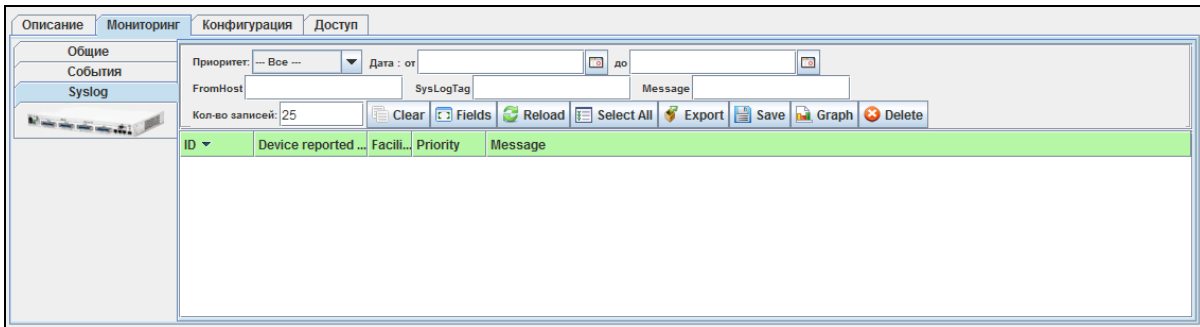 Описание Мониторинг Конфигурация Доступ
Общие
События
Syslog
Приоритет: --- Все --- Дата : от до
FromHost SysLogTag Message
Кол-во записей: 25 Clear Fields Reload Select All Export Save Graph Delete
ID Device reported ... Facili... Priority Message